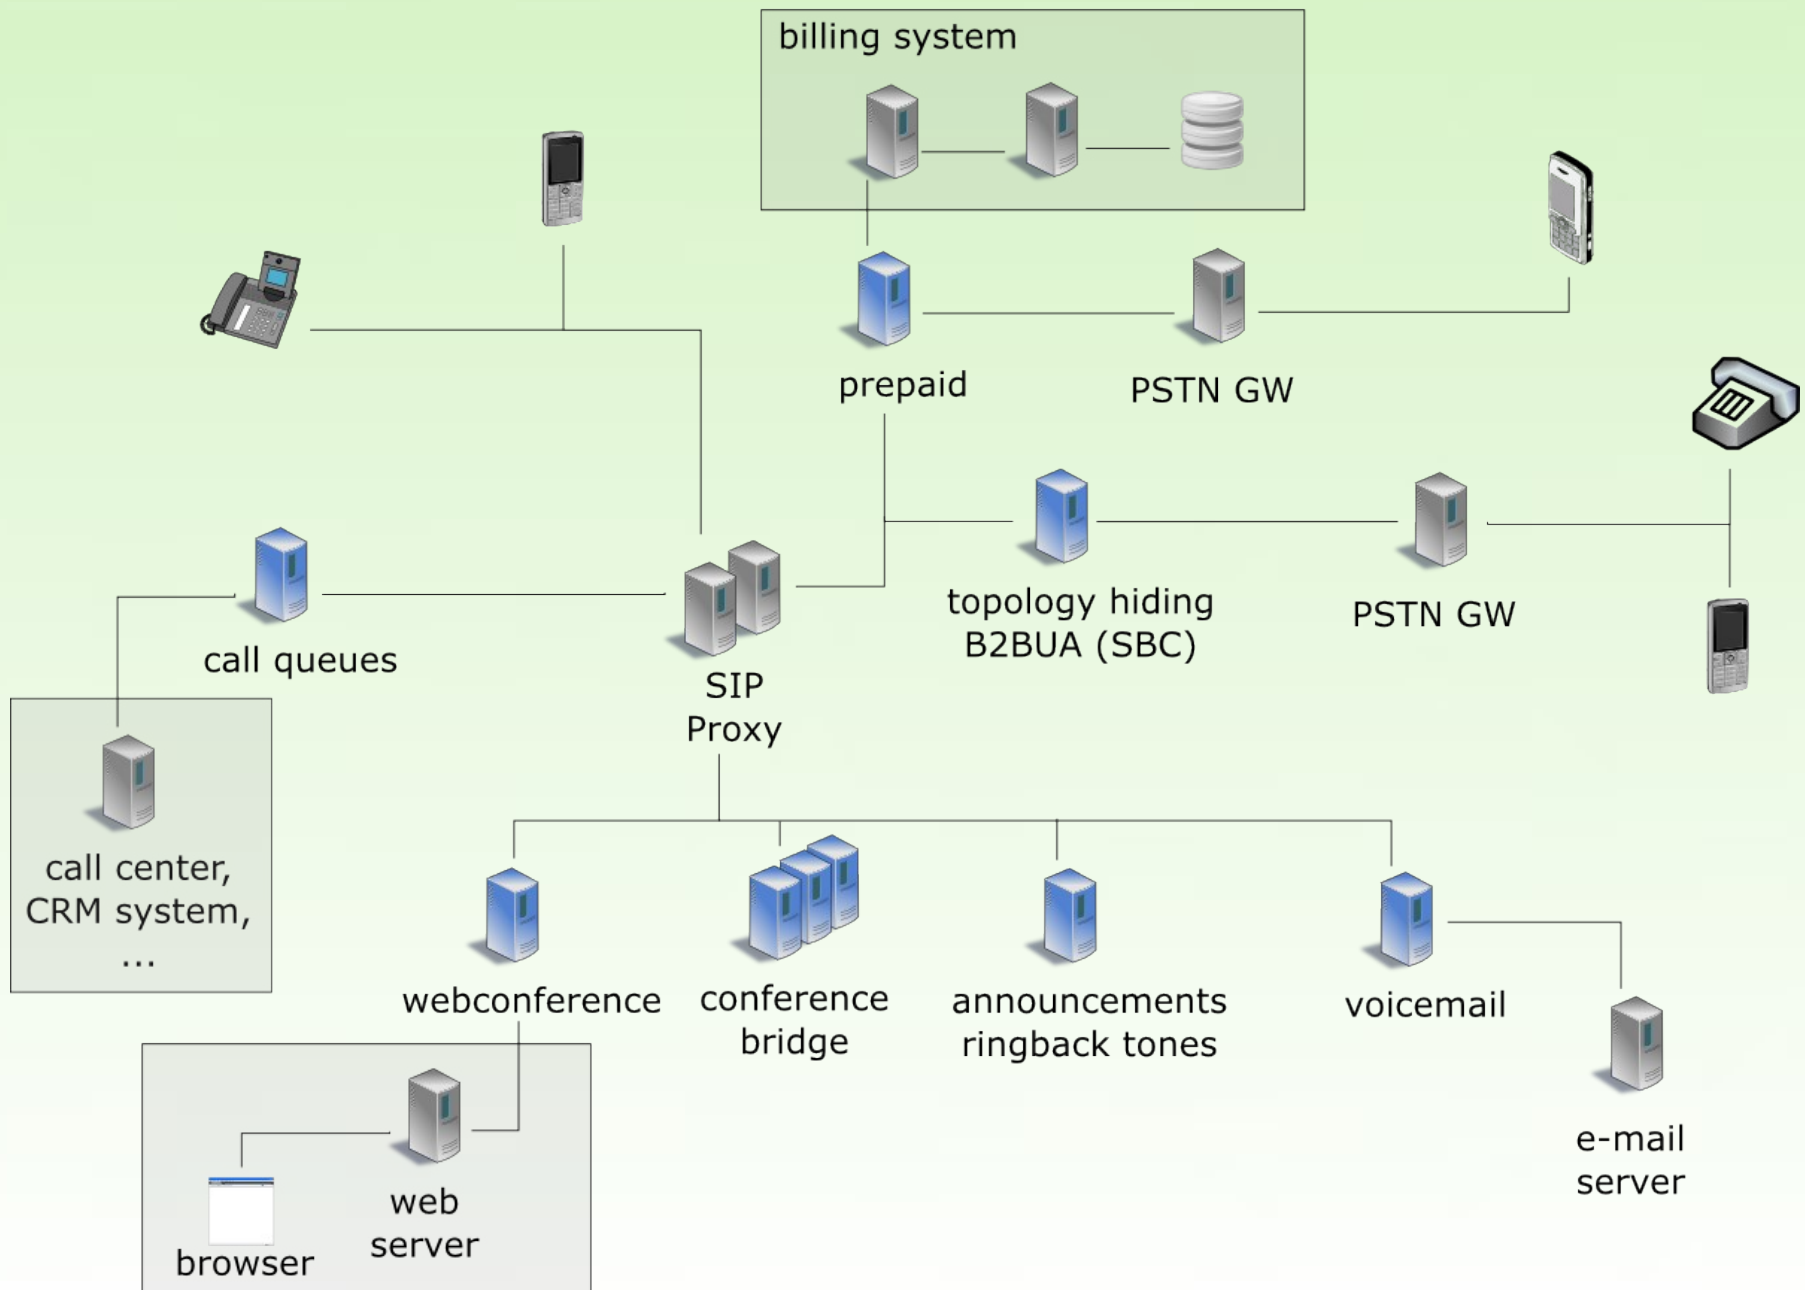 billing system
prepaid
PSTN GW
topology hiding
B2BUA (SBC)
PSTN GW
call queues
SIP
Proxy
call center,
CRM system,
...
webconference
conference
bridge
announcements
ringback tones
voicemail
e-mail
server
web
server
browser